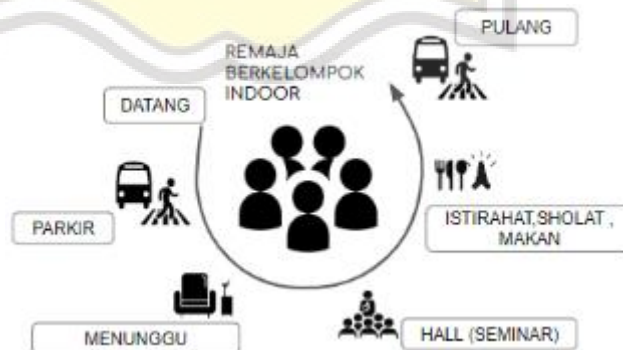 PULANG
REMAJA
BERKELOMPOK
INDOOR
DATANG
PARKIR
ISTIRAHAT,SHOLAT ,
MAKAN
MENUNGGU
HALL (SEMINAR)